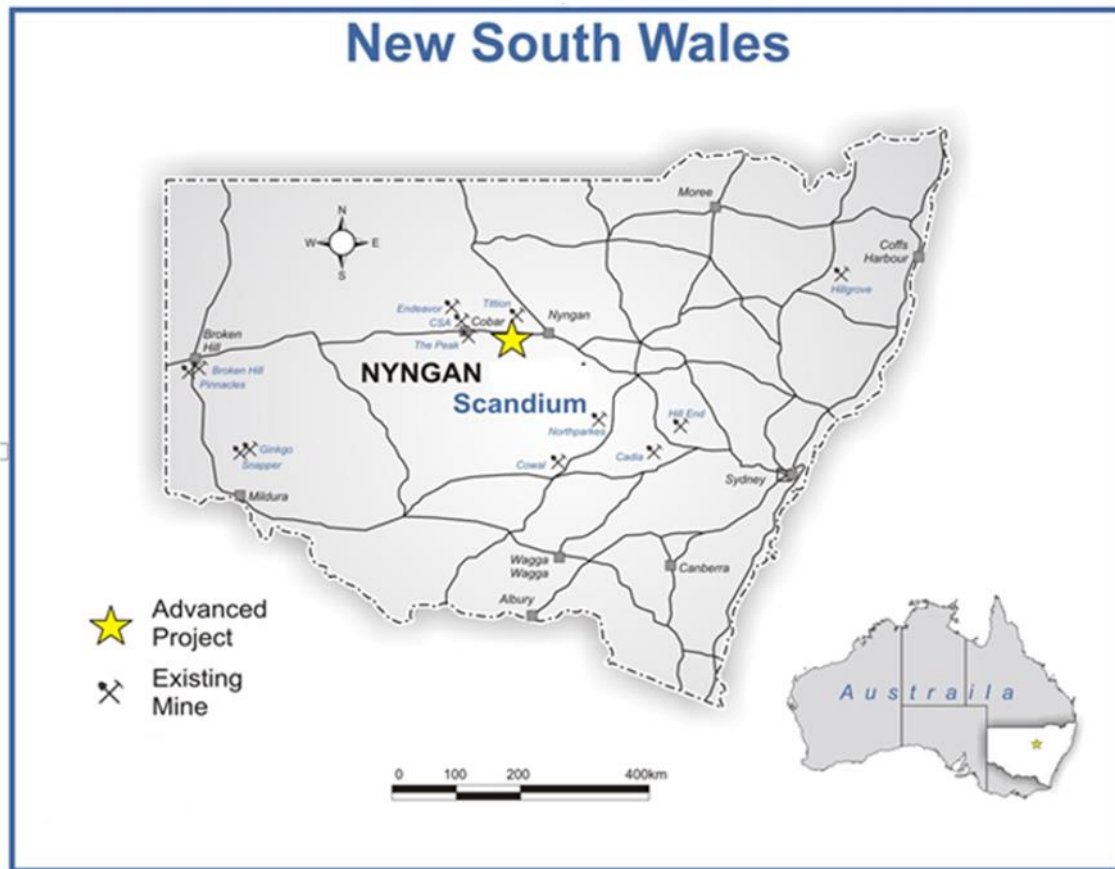 New South Wales
N
W
E
S
Moree
Coffs
Harbour
Hillgrove
Endeavor
Tittion
CSA
Cobar
Nyngan
The Peak
Broken
Hill
Broken Hill
Pinnacles
NYNGAN
Scandium
Northparkes
Hill End
Ginkgo
Snapper
Cowal
Cadia
Sydney
Mildura
Wagga
Wagga
Canberra
Albury
Advanced
Project
Existing
Mine
Austraila
0 100 200 400km